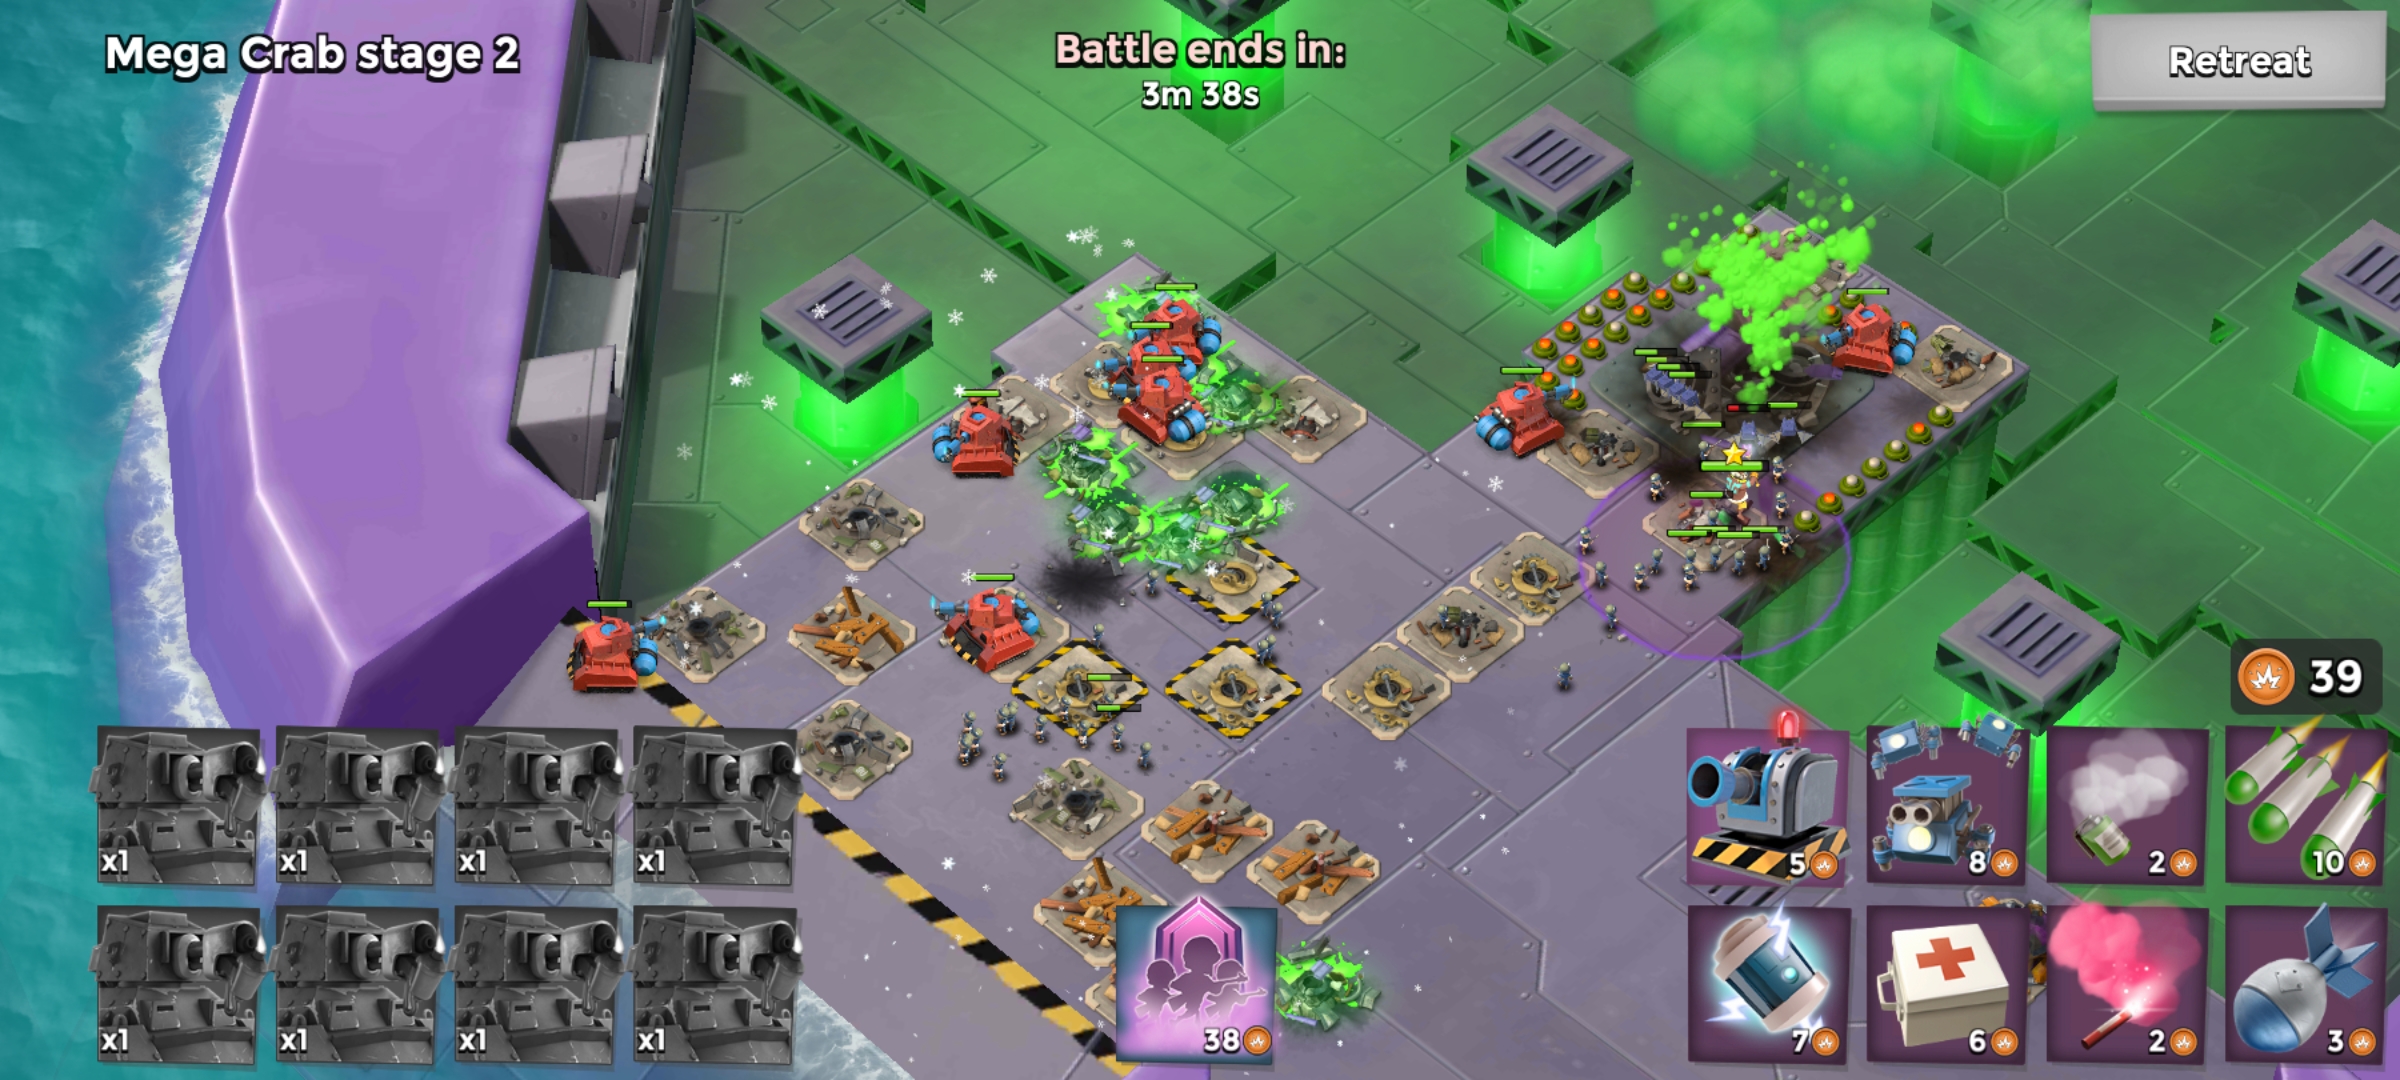 Mega Crab stage 2
Battle ends in:
3m 38s
Retreat
39
x1
x1
x1
x1
5
8
2
10
x1
x1
x1
x1
38
7
6
2
3